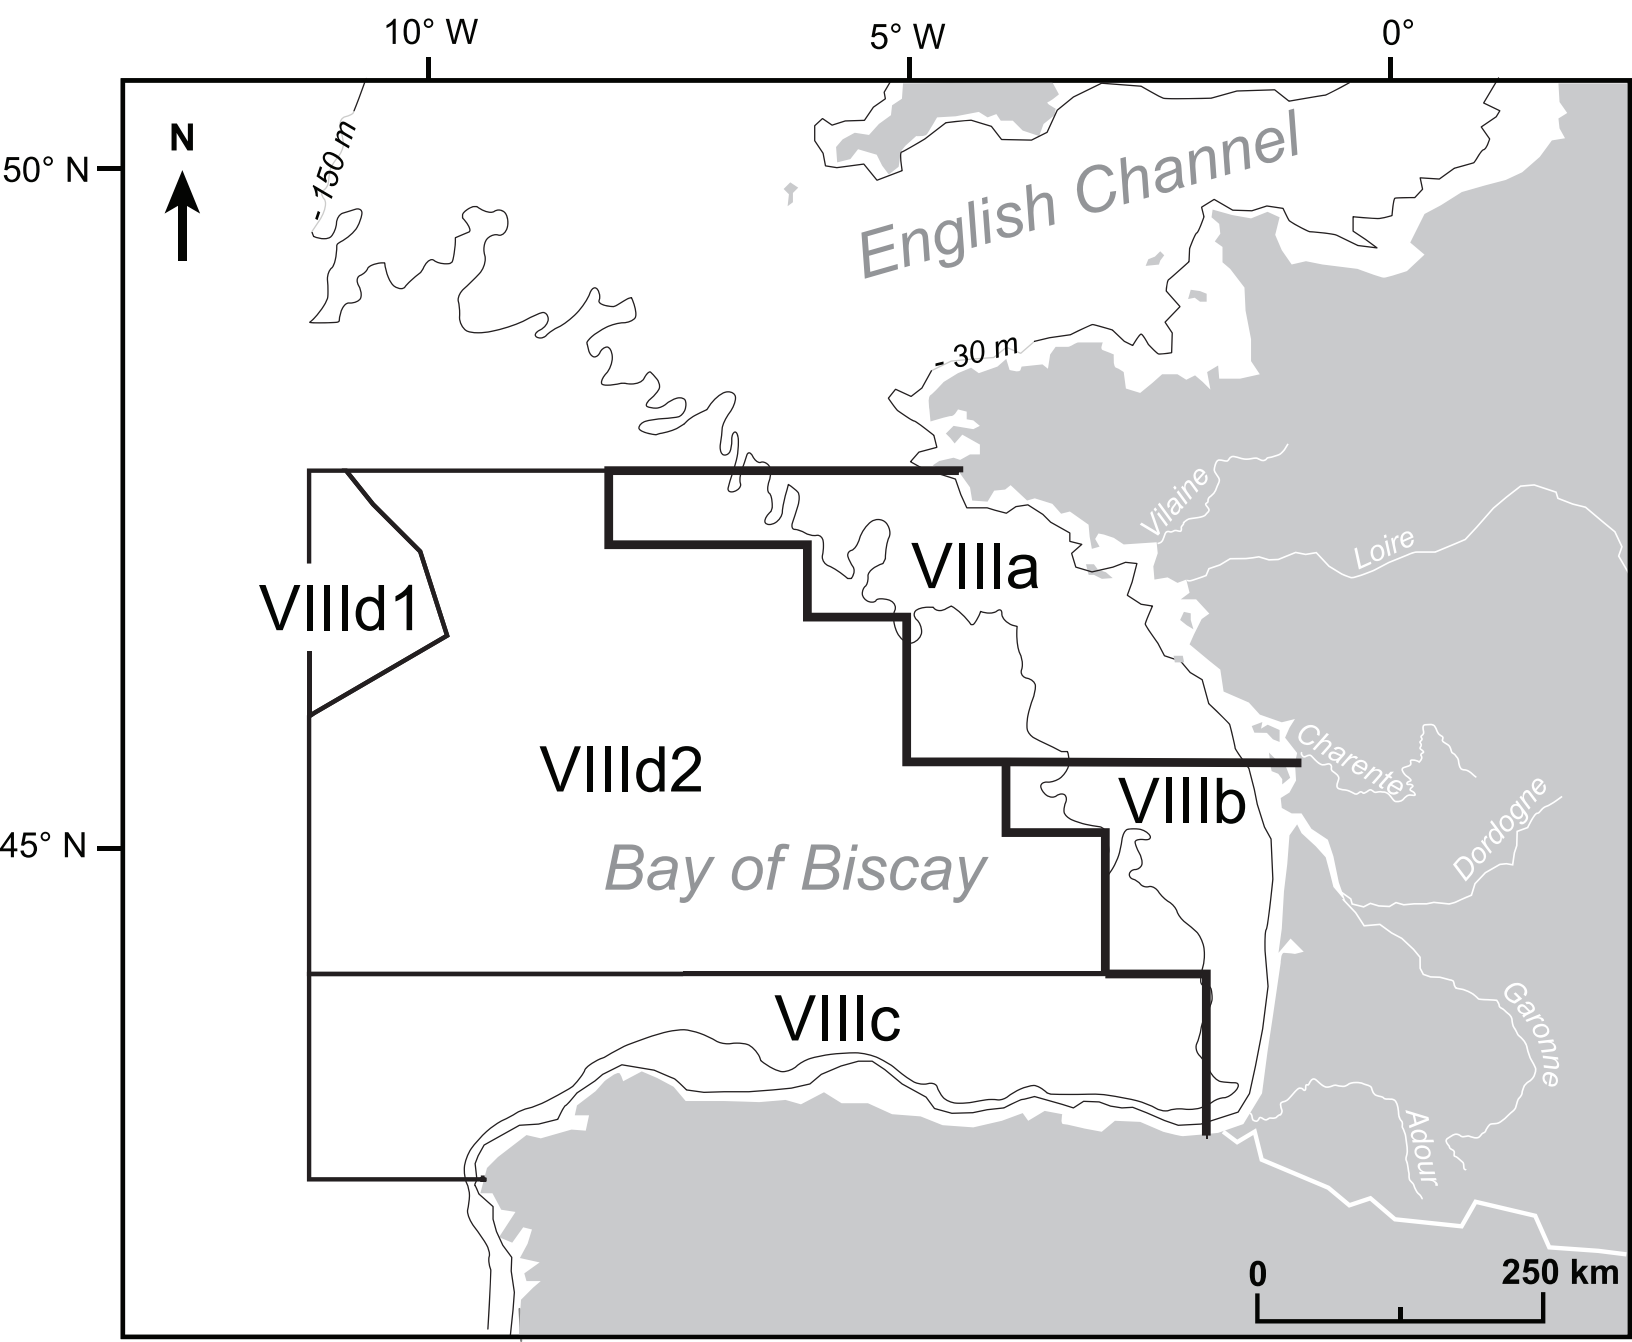 10° W
5° W
0°
50° N
45° N
N
- 150 m
English Channel
- 30 m
Vilaine
Loire
VIIIa
VIIId1
Charente
VIIId2
VIIIb
Dordogne
Bay of Biscay
VIIIc
Garonne
Adour
0
250 km